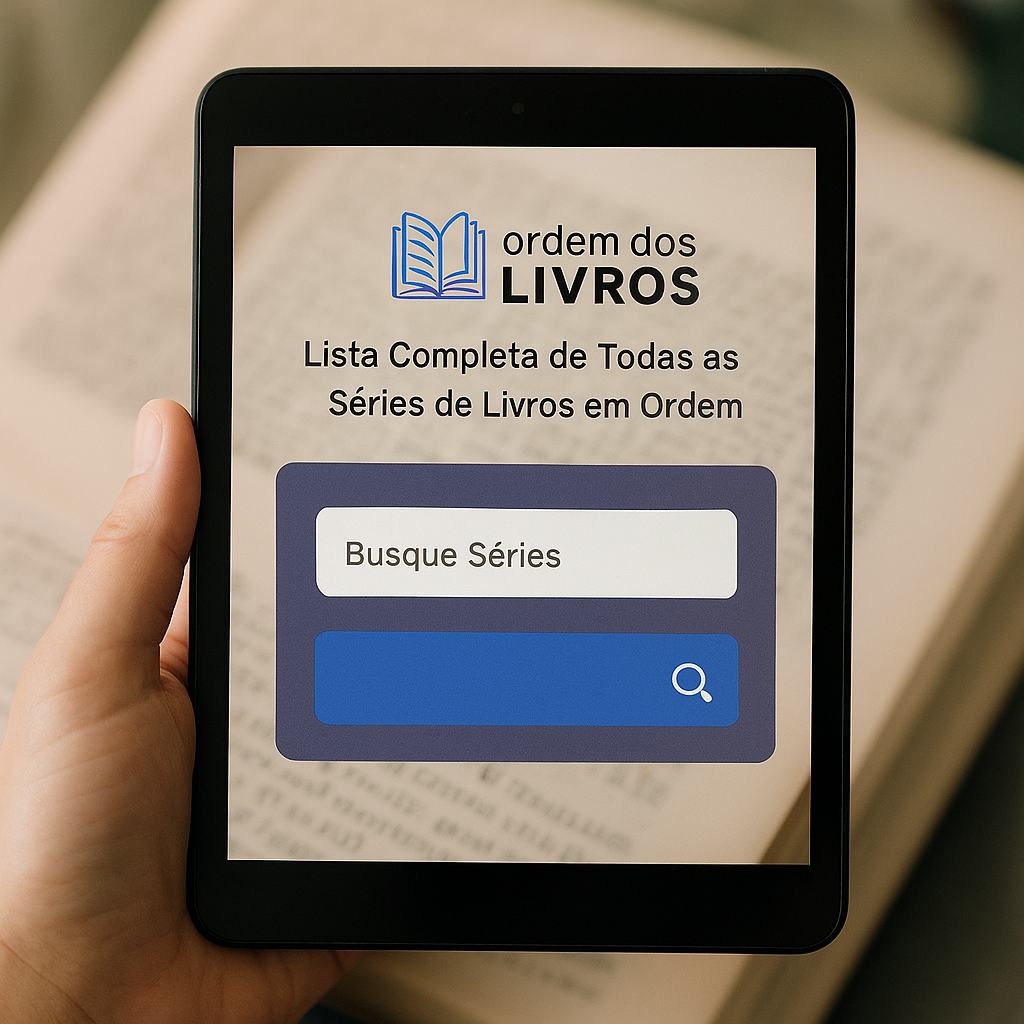 ordem dos
LIVROS
Lista Completa de Todas as
Séries de Livros em Ordem
Busque Séries